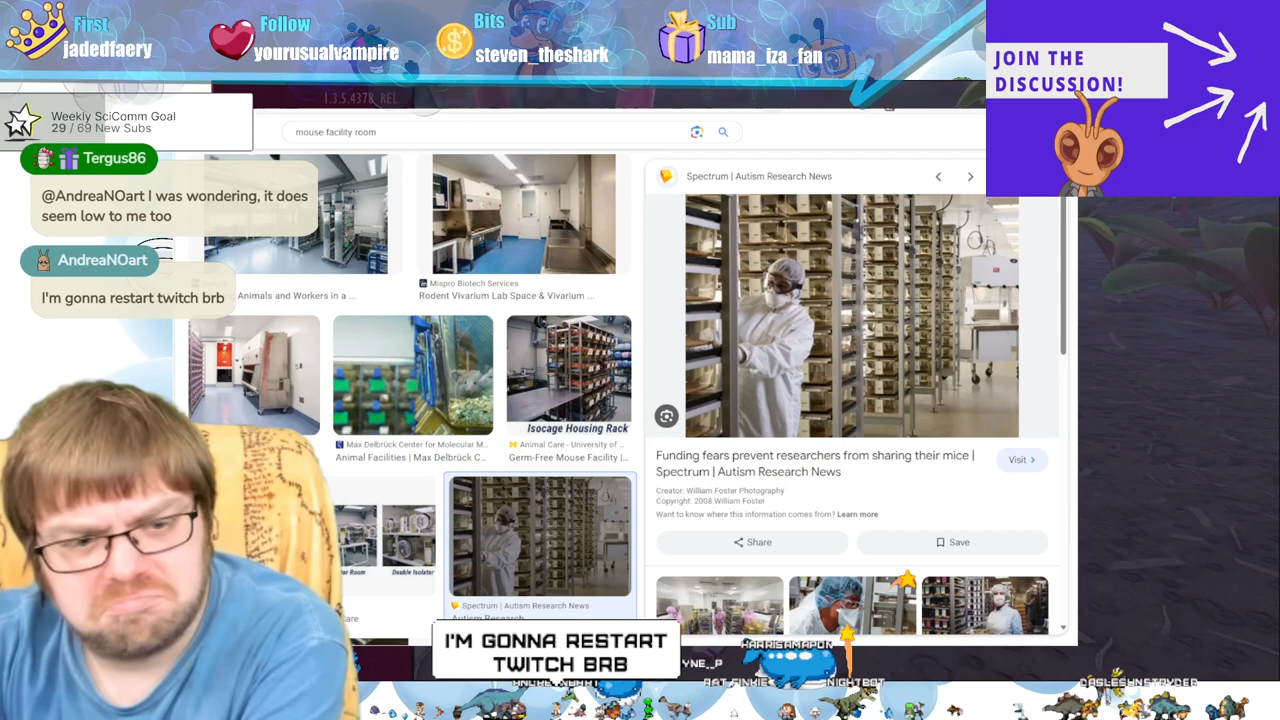 First
jadedfaery
Follow
yourusualvampire
Bits
steven_theshark
Sub
mama_iza_fan
JOIN THE
DISCUSSION!
1.3.5.4378_REL
Weekly SciComm Goal
29 / 69 New Subs
mouse facility room
Tergus86
@AndreaNOart I was wondering, it does
seem low to me too
AndreaNOart
I'm gonna restart twitch brb
Animals and Workers in a ...
Mispro Biotech Services
Rodent Vivarium Lab Space & Vivarium ...
Isocage Housing Rack
Max Delbrück Center for Molecular M...
Animal Facilities | Max Delbrück C...
Animal Care - University of ...
Germ-Free Mouse Facility |...
Double Isolator
Spectrum | Autism Research News
Spectrum | Autism Research News
Funding fears prevent researchers from sharing their mice |
Spectrum | Autism Research News
Visit
Creator: William Foster Photography
Copyright: 2008 William Foster
Want to know where this information comes from? Learn more
Share
Save
I'M GONNA RESTART
TWITCH BRB
HARRISAMAPON
YNE_P
NIGHTBOT